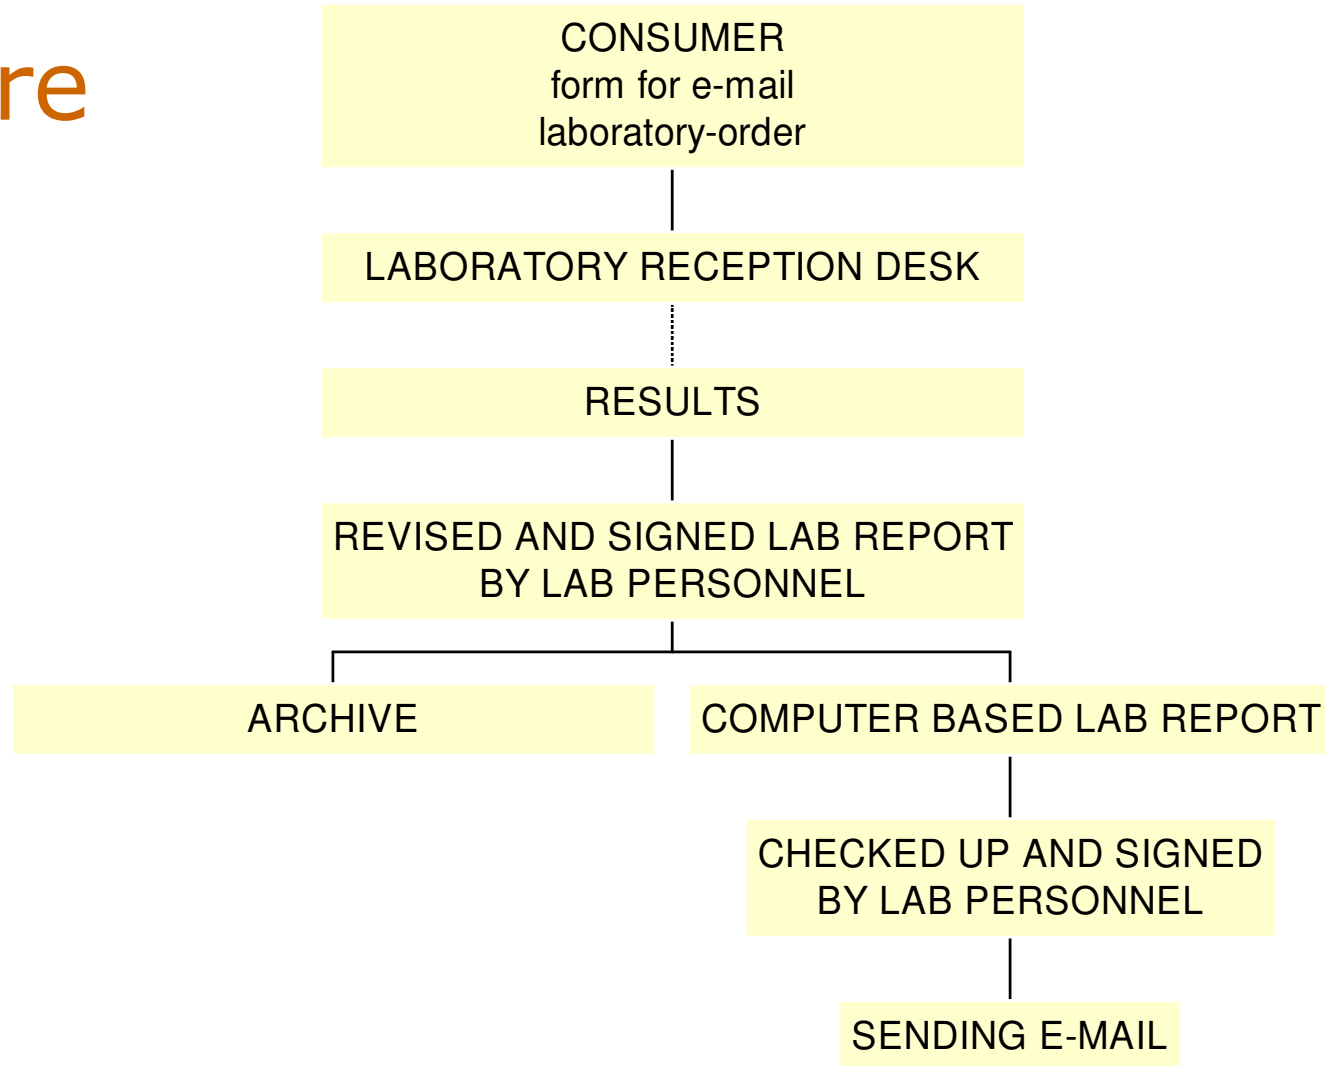 re
CONSUMER
form for e-mail
laboratory-order
LABORATORY RECEPTION DESK
RESULTS
REVISED AND SIGNED LAB REPORT
BY LAB PERSONNEL
ARCHIVE
COMPUTER BASED LAB REPORT
CHECKED UP AND SIGNED
BY LAB PERSONNEL
SENDING E-MAIL